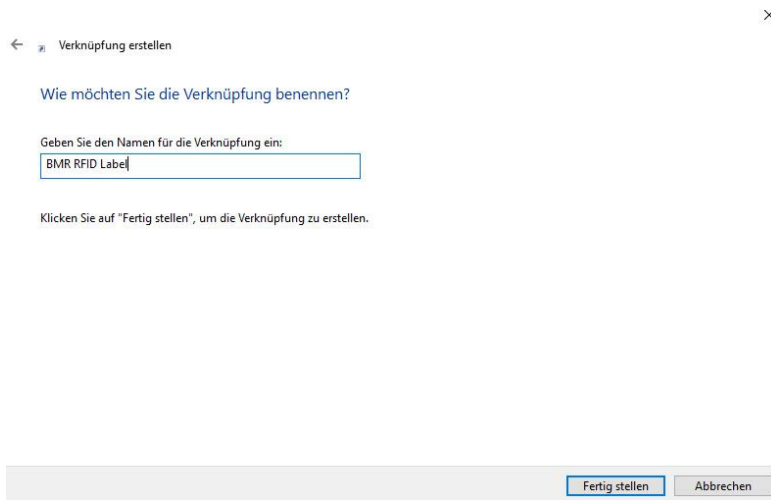 Verknüpfung erstellen
Wie möchten Sie die Verknüpfung benennen?
Geben Sie den Namen für die Verknüpfung ein:
BMR RFID Label
Klicken Sie auf "Fertig stellen", um die Verknüpfung zu erstellen.
Fertig stellen Abbrechen